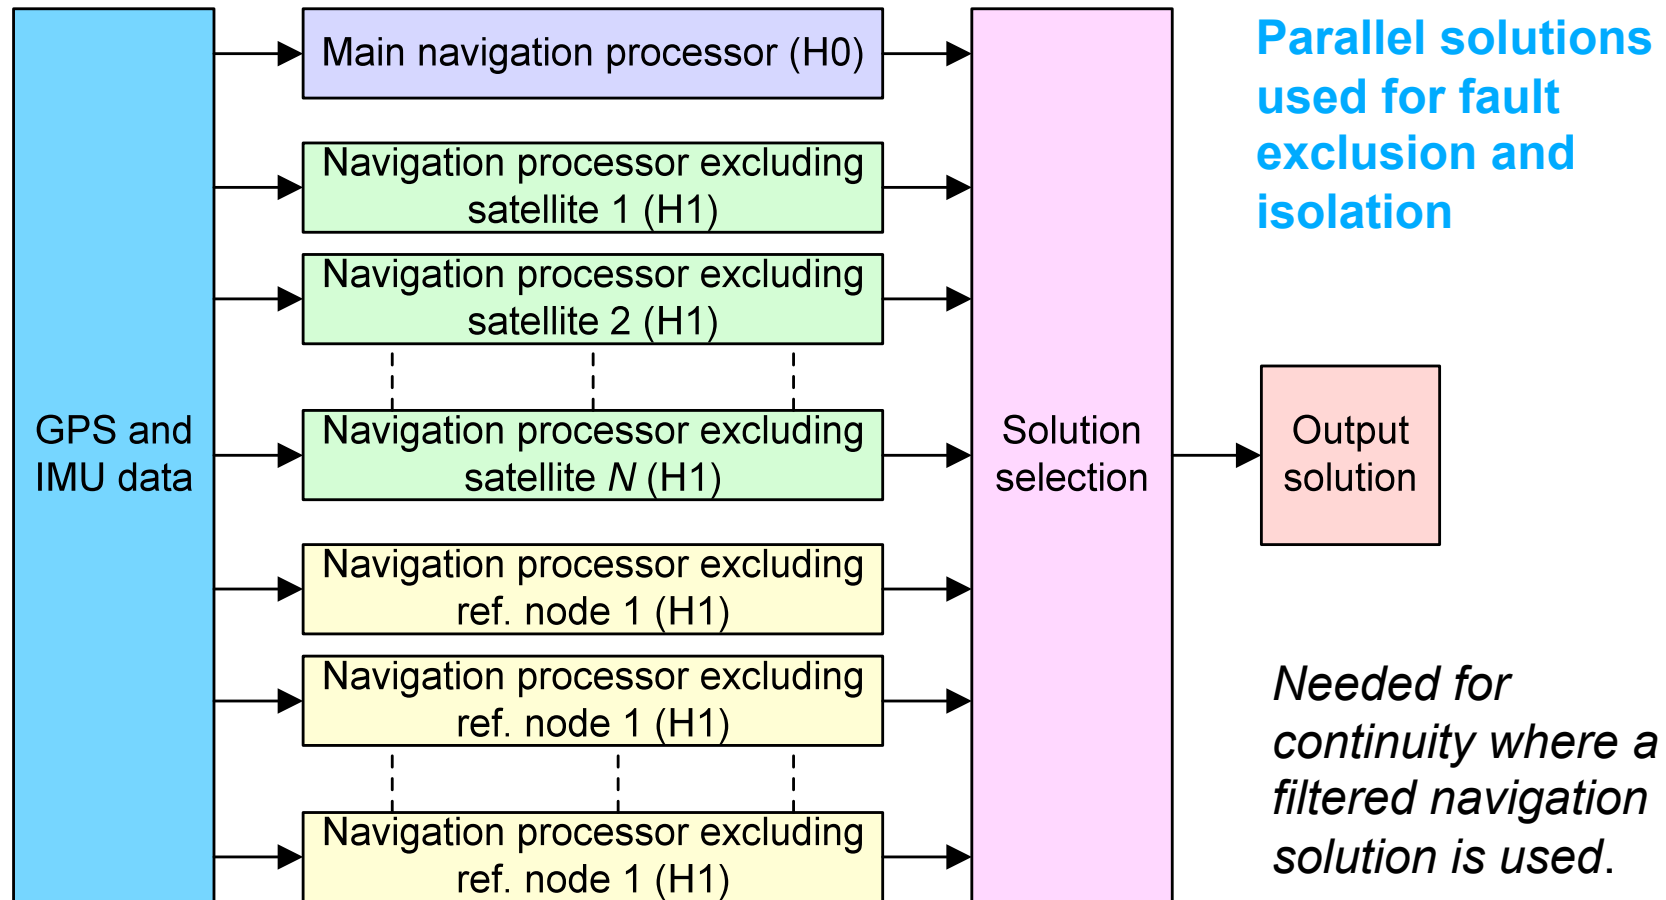 GPS and
IMU data
Main navigation processor (H0)
Navigation processor excluding
satellite 1 (H1)
Navigation processor excluding
satellite 2 (H1)
Navigation processor excluding
satellite N (H1)
Navigation processor excluding
ref. node 1 (H1)
Navigation processor excluding
ref. node 1 (H1)
Navigation processor excluding
ref. node 1 (H1)
Solution
selection
Output
solution
Parallel solutions
used for fault
exclusion and
isolation
Needed for
continuity where a
filtered navigation
solution is used.